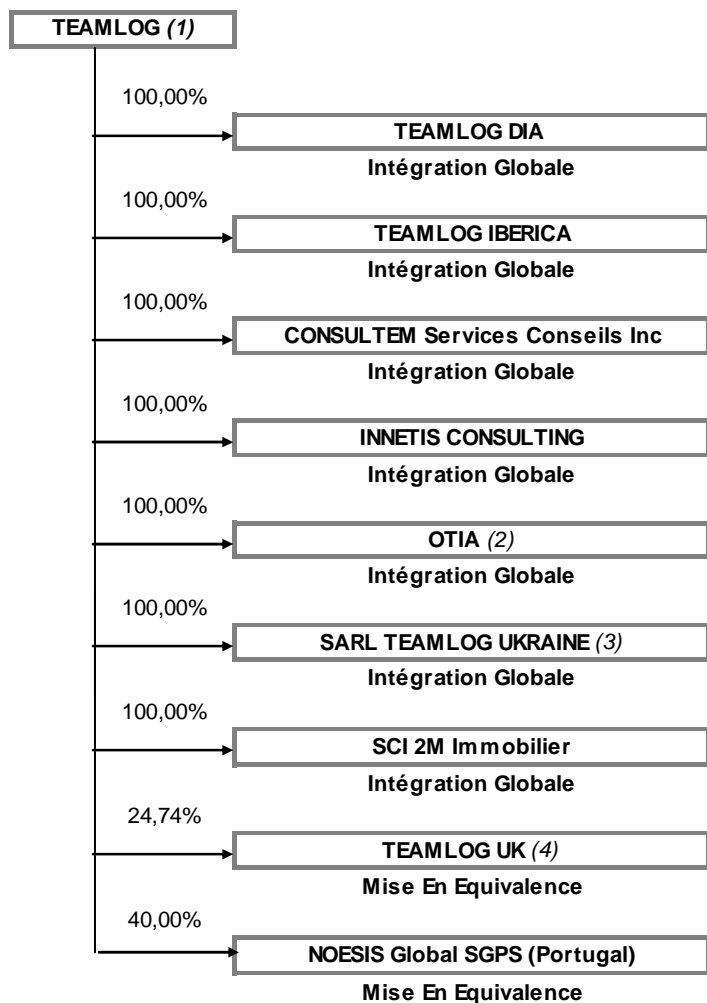 TEAMLOG (1)
100,00%
TEAMLOG DIA
Intégration Globale
100,00%
TEAMLOG IBERICA
Intégration Globale
100,00%
CONSULTEM Services Conseils Inc
Intégration Globale
100,00%
INNETIS CONSULTING
Intégration Globale
100,00%
OTIA (2)
Intégration Globale
100,00%
SARL TEAMLOG UKRAINE (3)
Intégration Globale
100,00%
SCI 2M Immobilier
Intégration Globale
24,74%
TEAMLOG UK (4)
Mise En Equivalence
40,00%
NOESIS Global SGPS (Portugal)
Mise En Equivalence